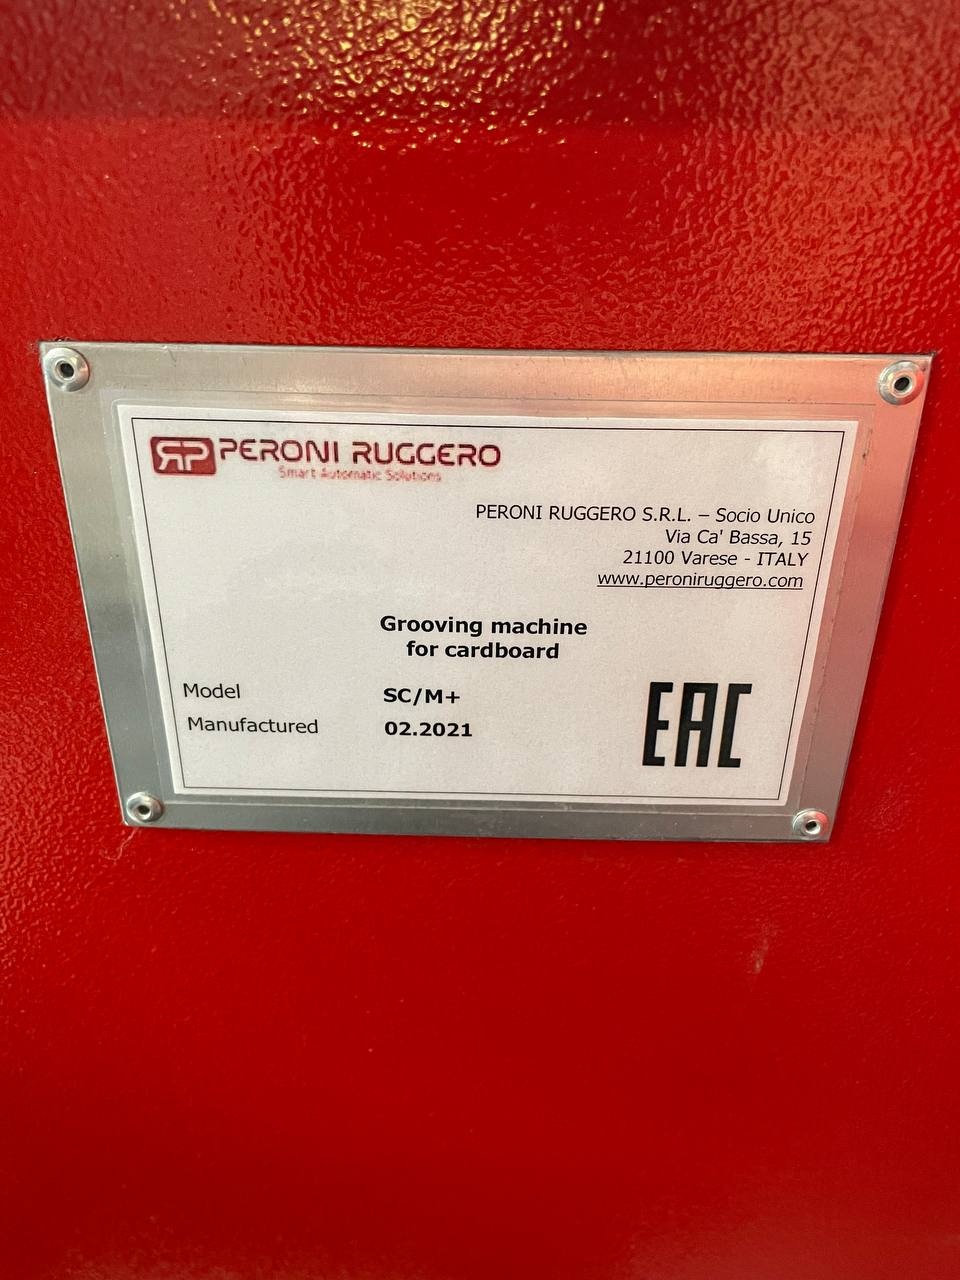 RP PERONI RUGGERO
Smart Automatic Solutions
PERONI RUGGERO S.R.L. – Socio Unico
Via Ca' Bassa, 15
21100 Varese - ITALY
www.peroniruggero.com
Grooving machine
for cardboard
Model SC/M+
Manufactured 02.2021
EAC